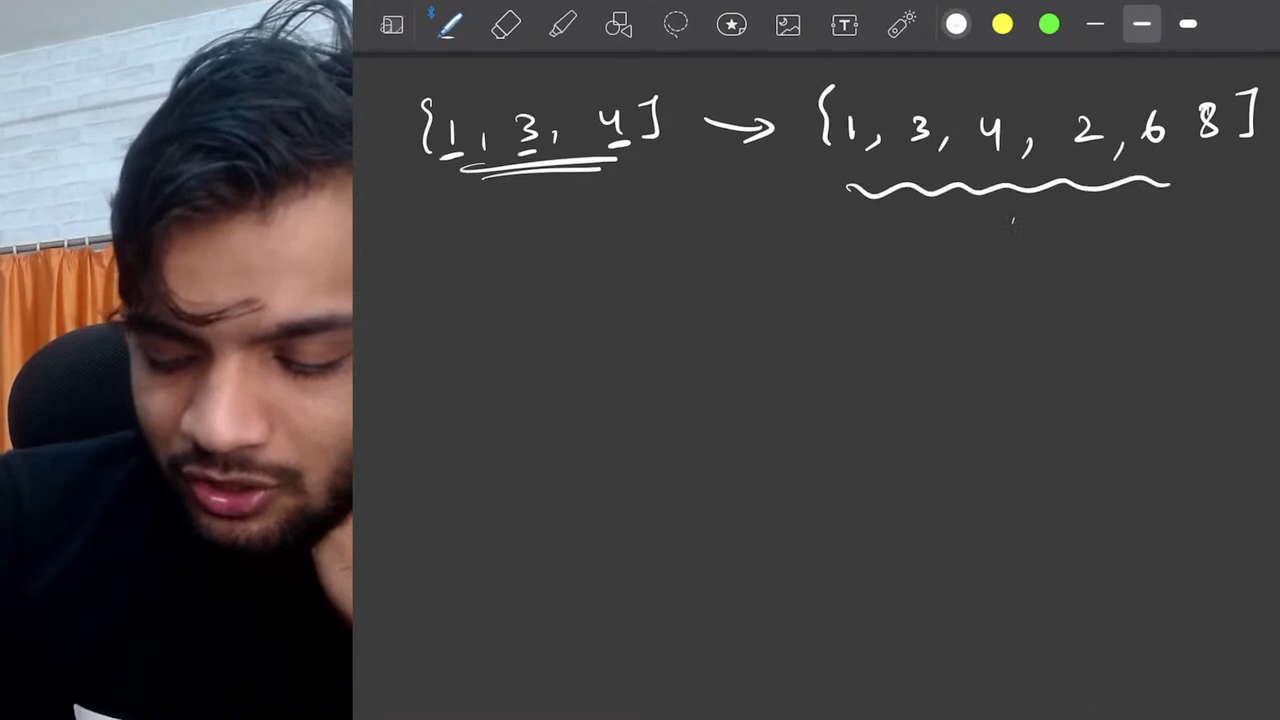 {1, 3, 4] → {1, 3, 4, 2, 6 8]